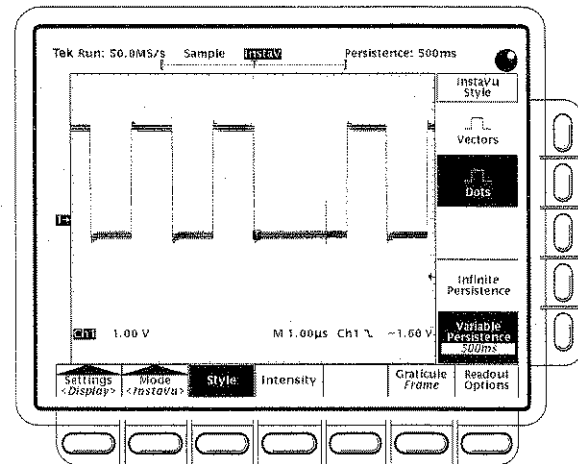 Tek Run: 50.0MS/s Sample InstaV Persistence: 500ms
InstaVu
Style
Vectors
Dots
Infinite
Persistence
Ch1 1.00 V M 1.00µs Ch1 ~1.60 V
Variable
Persistence
500ms
Settings
<Display>
Mode
<InstaVu>
Style
Intensity
Graticule
Frame
Readout
Options